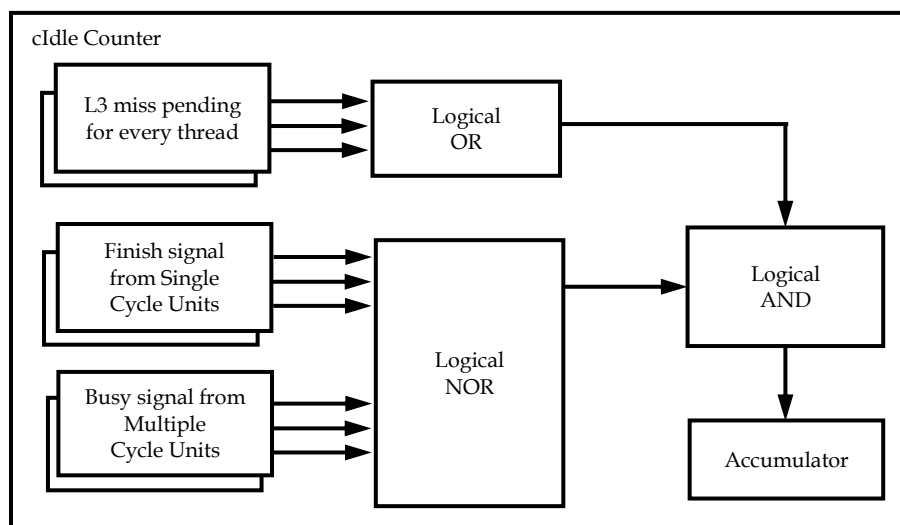 cIdle Counter
L3 miss pending
for every thread
Logical
OR
Finish signal
from Single
Cycle Units
Logical
AND
Logical
NOR
Busy signal from
Multiple
Cycle Units
Accumulator